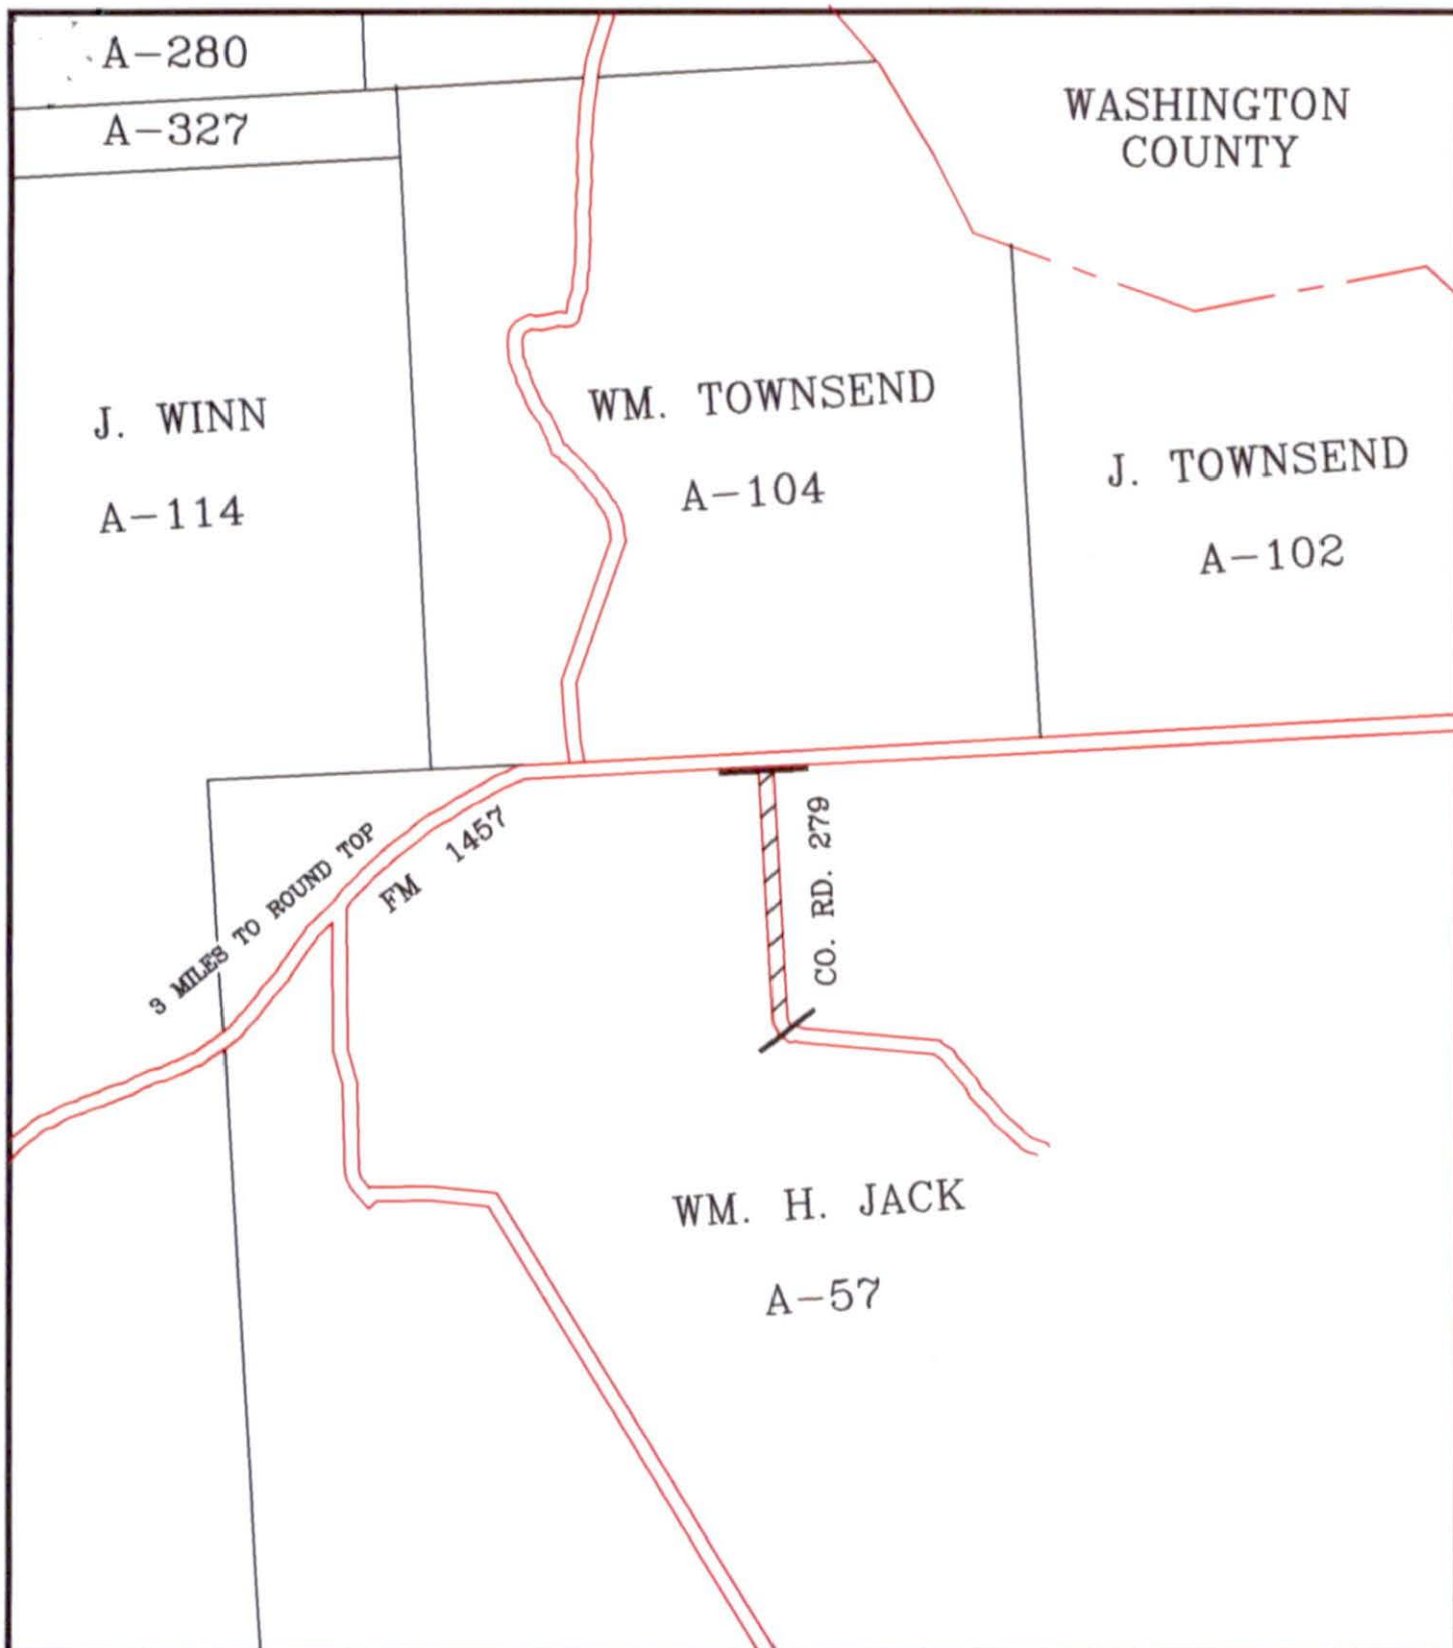 A-280
A-327
WASHINGTON
COUNTY
J. WINN
A-114
WM. TOWNSEND
A-104
J. TOWNSEND
A-102
3 MILES TO ROUND TOP
FM 1457
CO. RD. 279
WM. H. JACK
A-57